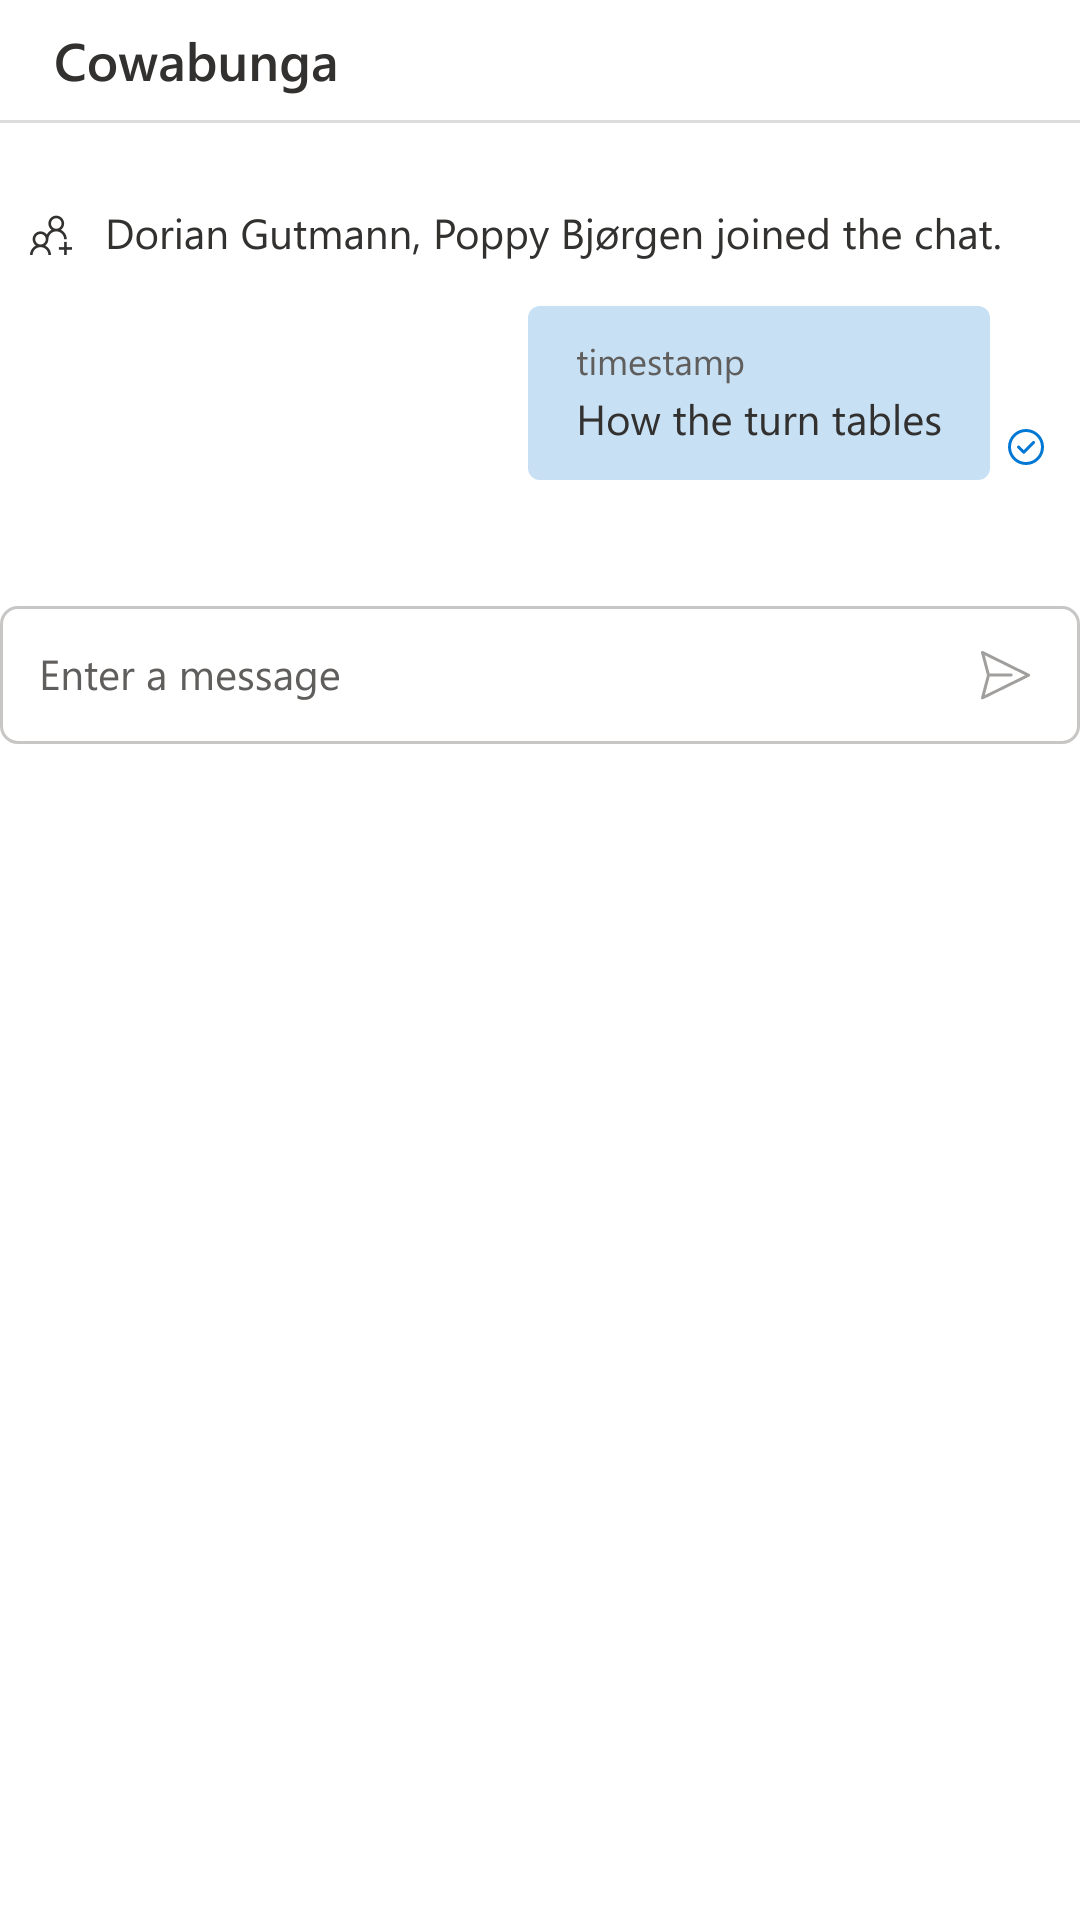 Cowabunga
Dorian Gutmann, Poppy Bjørgen joined the chat.
timestamp
How the turn tables
Enter a message